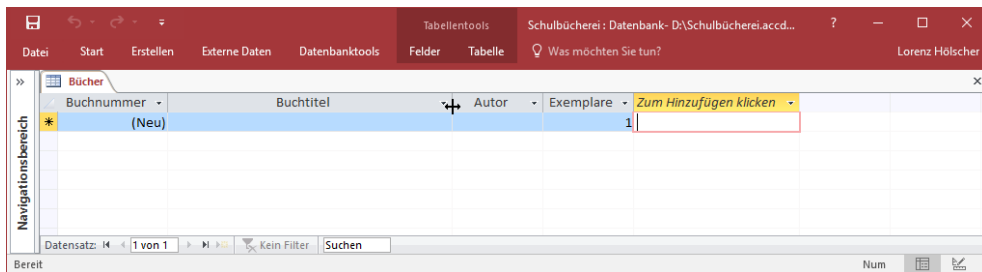 Tabellentools Schulbücherei : Datenbank- D:\Schulbücherei.accd... ?
Datei Start Erstellen Externe Daten Datenbanktools Felder Tabelle Was möchten Sie tun? Lorenz Hölscher
» Bücher
Buchnummer Buchtitel Autor Exemplare Zum Hinzufügen klicken
* (Neu) 1
Navigationsbereich
Datensatz: 1 von 1 Kein Filter Suchen
Bereit Num